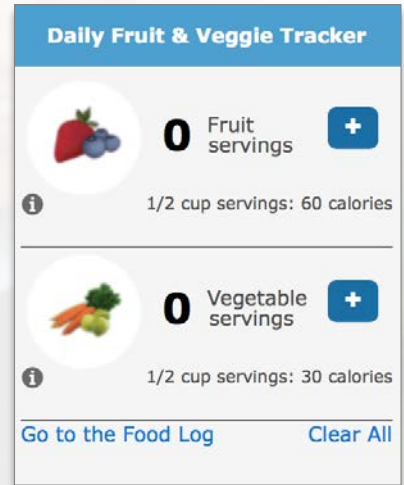 Daily Fruit & Veggie Tracker
0 Fruit
servings
+
1/2 cup servings: 60 calories
0 Vegetable
servings
+
1/2 cup servings: 30 calories
Go to the Food Log Clear All